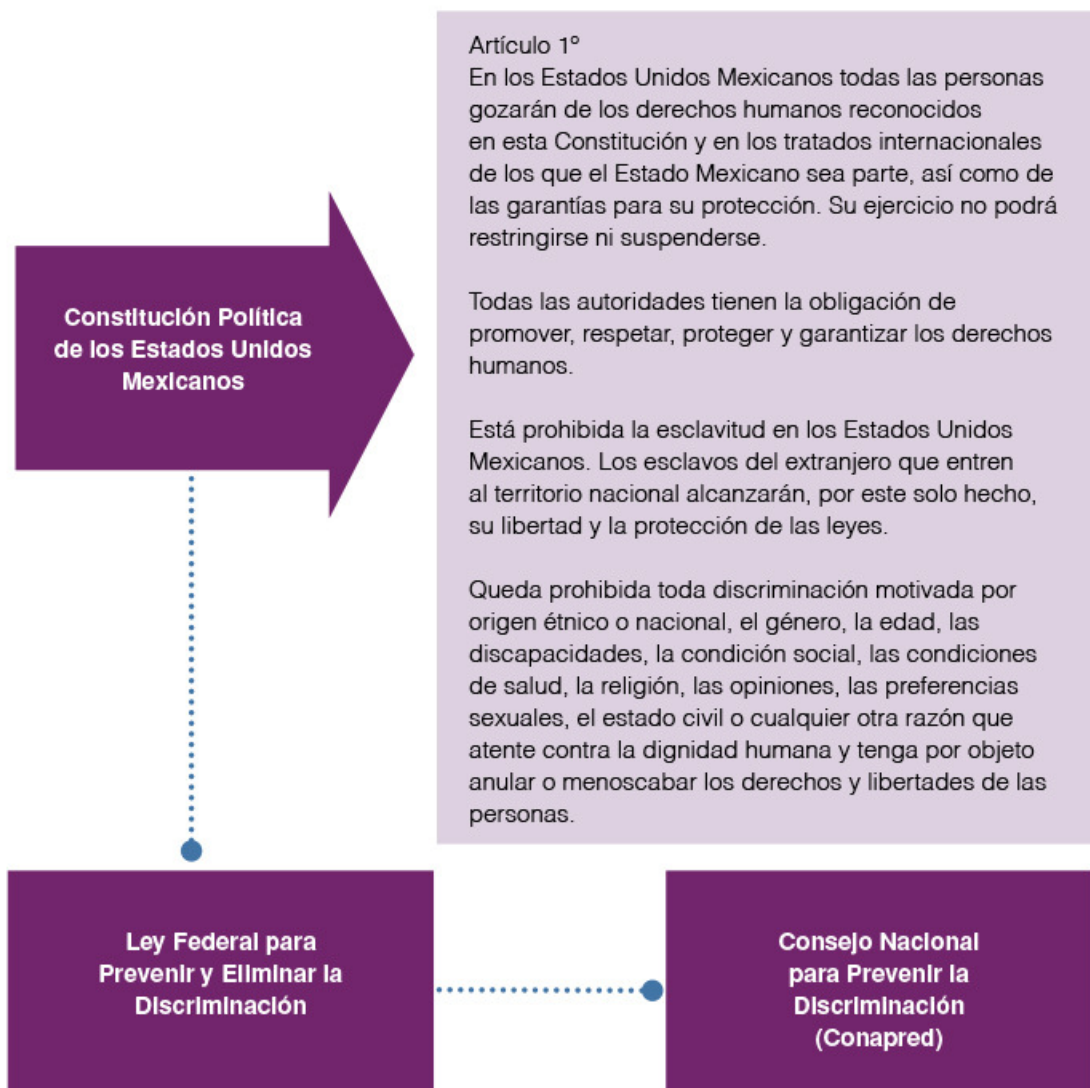 Artículo 1º
En los Estados Unidos Mexicanos todas las personas
gozarán de los derechos humanos reconocidos
en esta Constitución y en los tratados internacionales
de los que el Estado Mexicano sea parte, así como de
las garantías para su protección. Su ejercicio no podrá
restringirse ni suspenderse.
Todas las autoridades tienen la obligación de
promover, respetar, proteger y garantizar los derechos
humanos.
Está prohibida la esclavitud en los Estados Unidos
Mexicanos. Los esclavos del extranjero que entren
al territorio nacional alcanzarán, por este solo hecho,
su libertad y la protección de las leyes.
Queda prohibida toda discriminación motivada por
origen étnico o nacional, el género, la edad, las
discapacidades, la condición social, las condiciones
de salud, la religión, las opiniones, las preferencias
sexuales, el estado civil o cualquier otra razón que
atente contra la dignidad humana y tenga por objeto
anular o menoscabar los derechos y libertades de las
personas.
Constitución Política
de los Estados Unidos
Mexicanos
Ley Federal para
Prevenir y Eliminar la
Discriminación
Consejo Nacional
para Prevenir la
Discriminación
(Conapred)